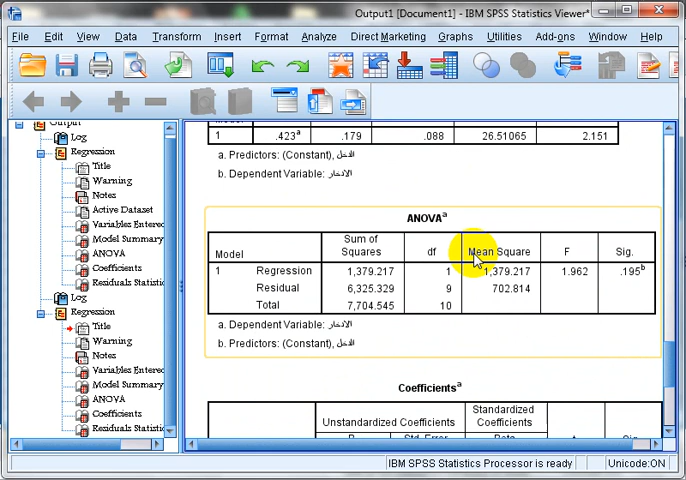 Output1 [Document1] - IBM SPSS Statistics Viewer*
File Edit View Data Transform Insert Format Analyze Direct Marketing Graphs Utilities Add-ons Window Help
Output
Log
Regression
Title
Warning
Notes
Active Dataset
Variables Entered
Model Summary
ANOVA
Coefficients
Residuals Statistic
Log
Regression
Title
Warning
Notes
Variables Entered
Model Summary
ANOVA
Coefficients
Residuals Statistic
1 .423a .179 .088 26.51065 2.151
a. Predictors: (Constant), الدخل
b. Dependent Variable: الادخار
ANOVAa
Model Sum of Squares df Mean Square F Sig.
1 Regression 1,379.217 1 1,379.217 1.962 .195b
Residual 6,325.329 9 702.814
Total 7,704.545 10
a. Dependent Variable: الادخار
b. Predictors: (Constant), الدخل
Coefficientsa
Unstandardized Coefficients Standardized Coefficients
B Std. Error Beta t Sig.
IBM SPSS Statistics Processor is ready Unicode:ON